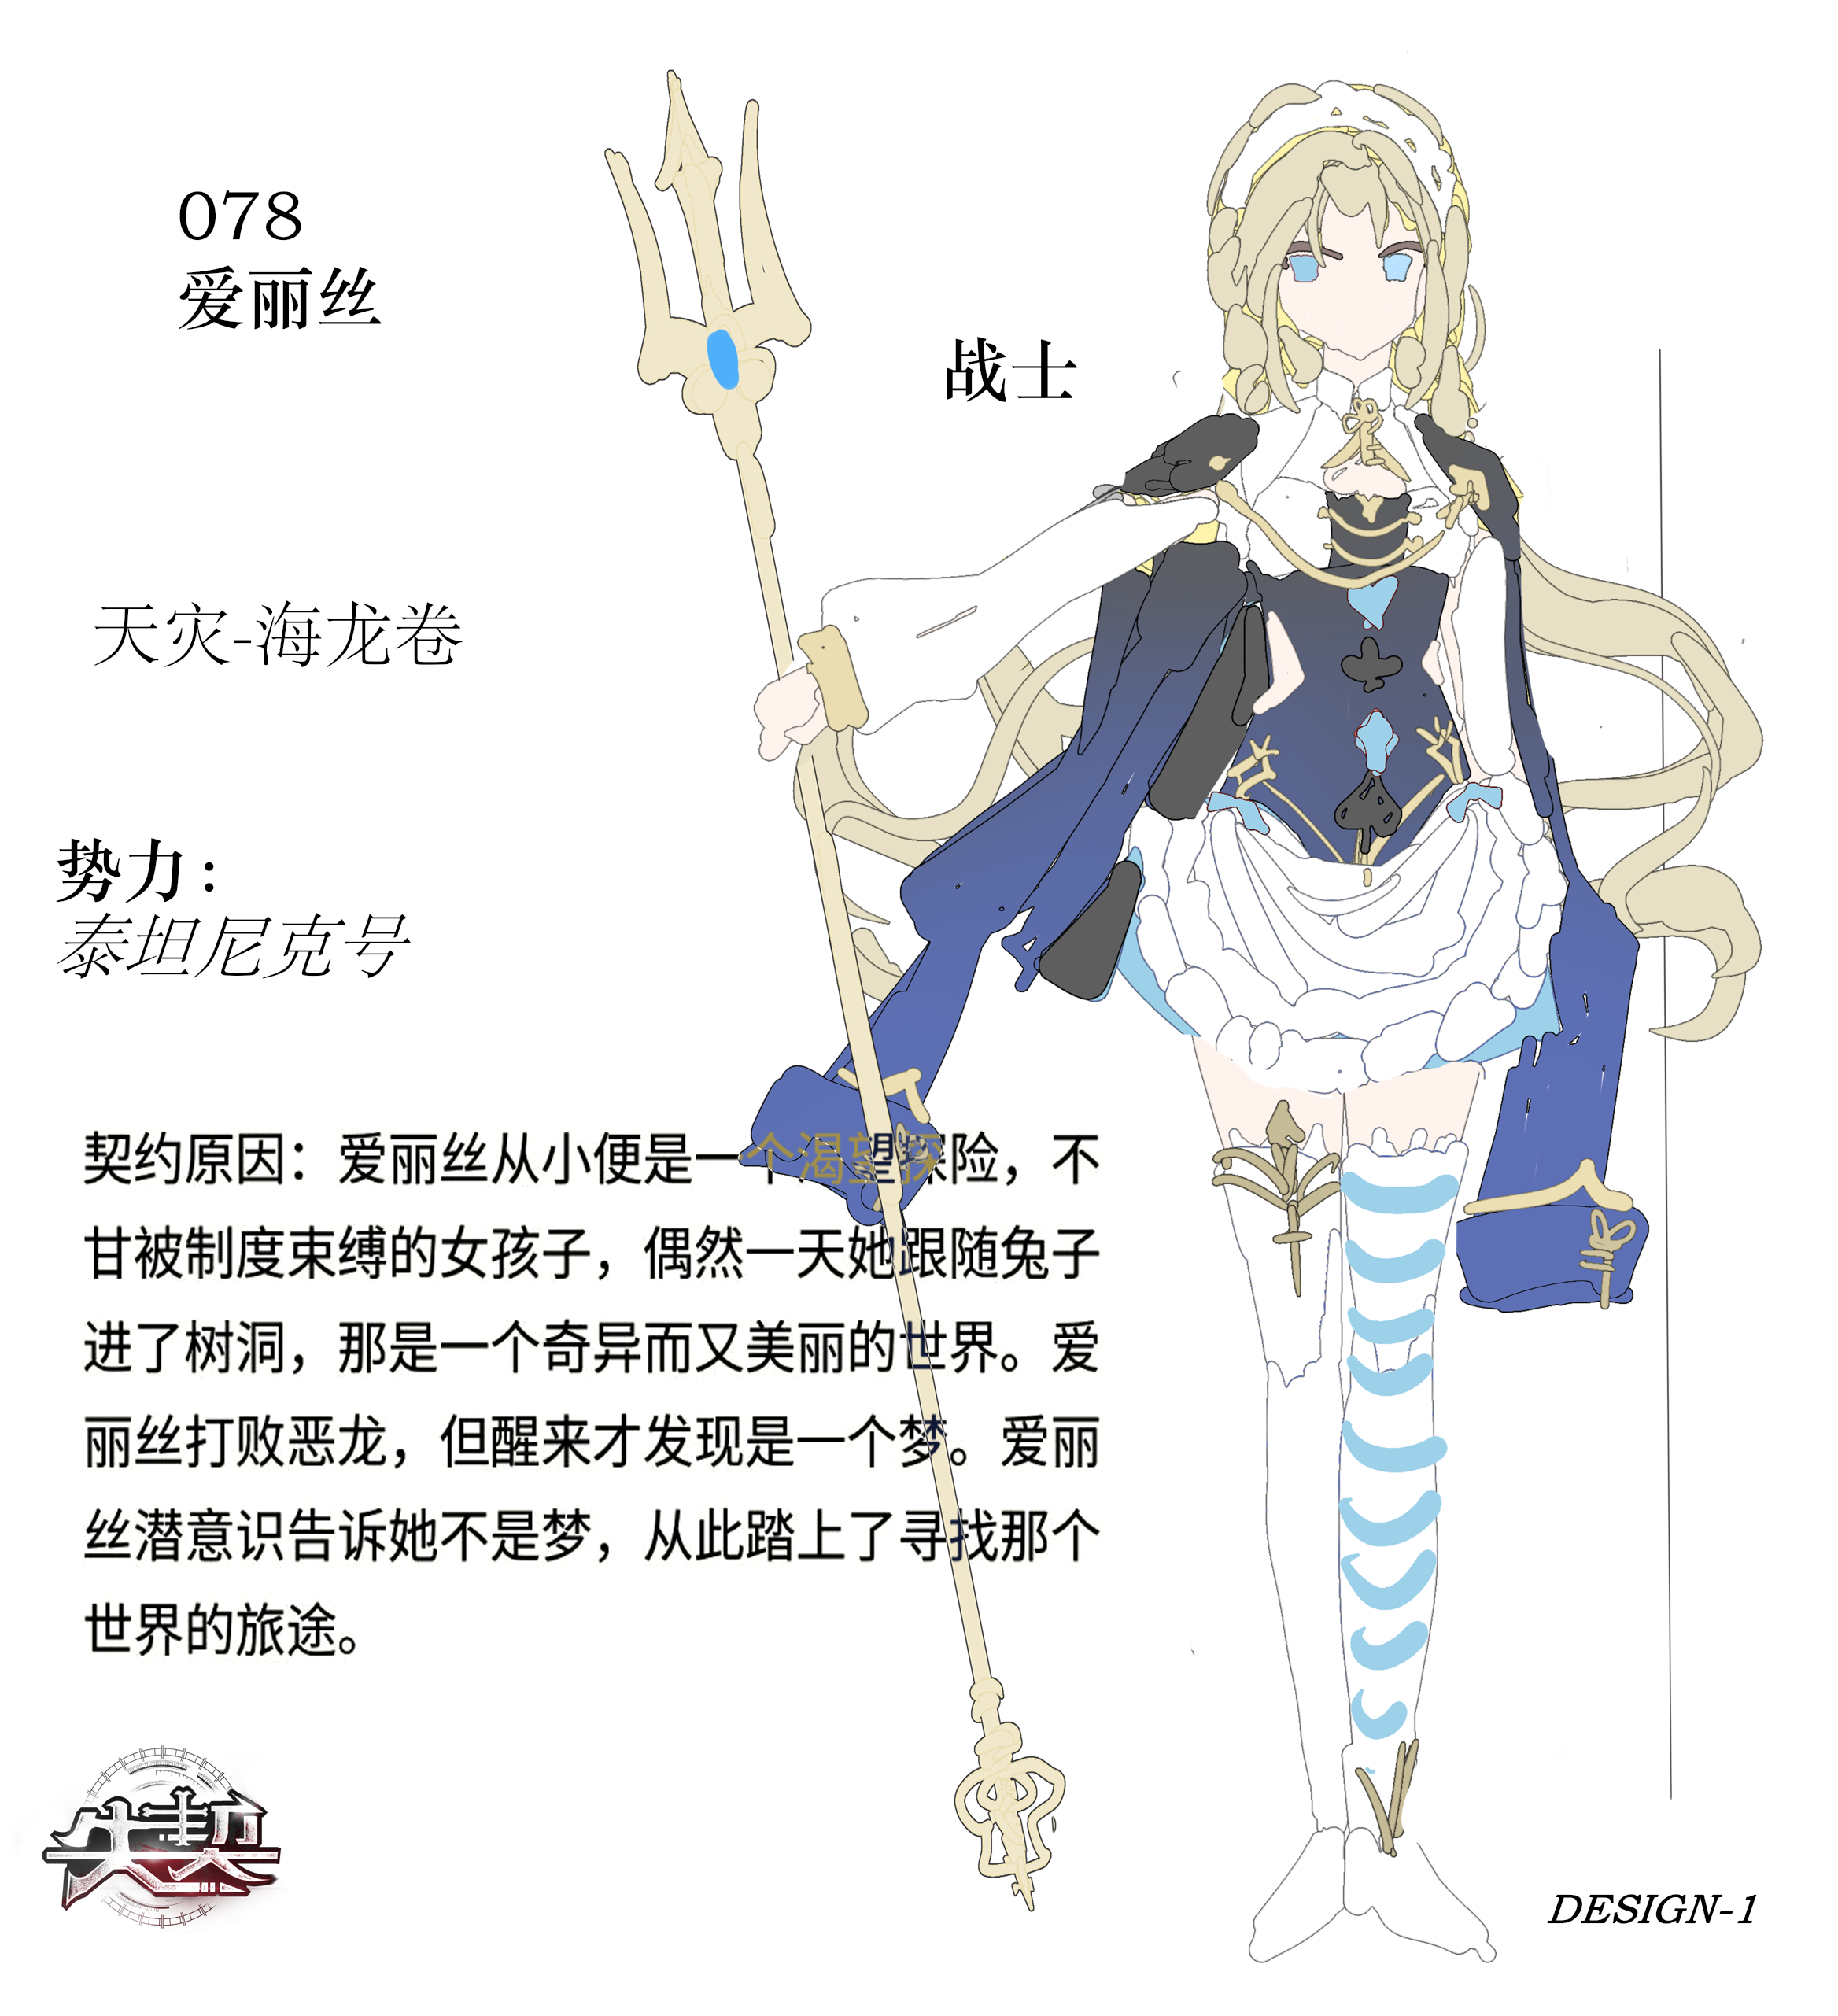 078
爱丽丝
战士
天灾-海龙卷
势力：
泰坦尼克号
契约原因：爱丽丝从小便是一个渴望探险，不
甘被制度束缚的女孩子，偶然一天她跟随兔子
进了树洞，那是一个奇异而又美丽的世界。爱
丽丝打败恶龙，但醒来才发现是一个梦。爱丽
丝潜意识告诉她不是梦，从此踏上了寻找那个
世界的旅途。
失契
DESIGN-1